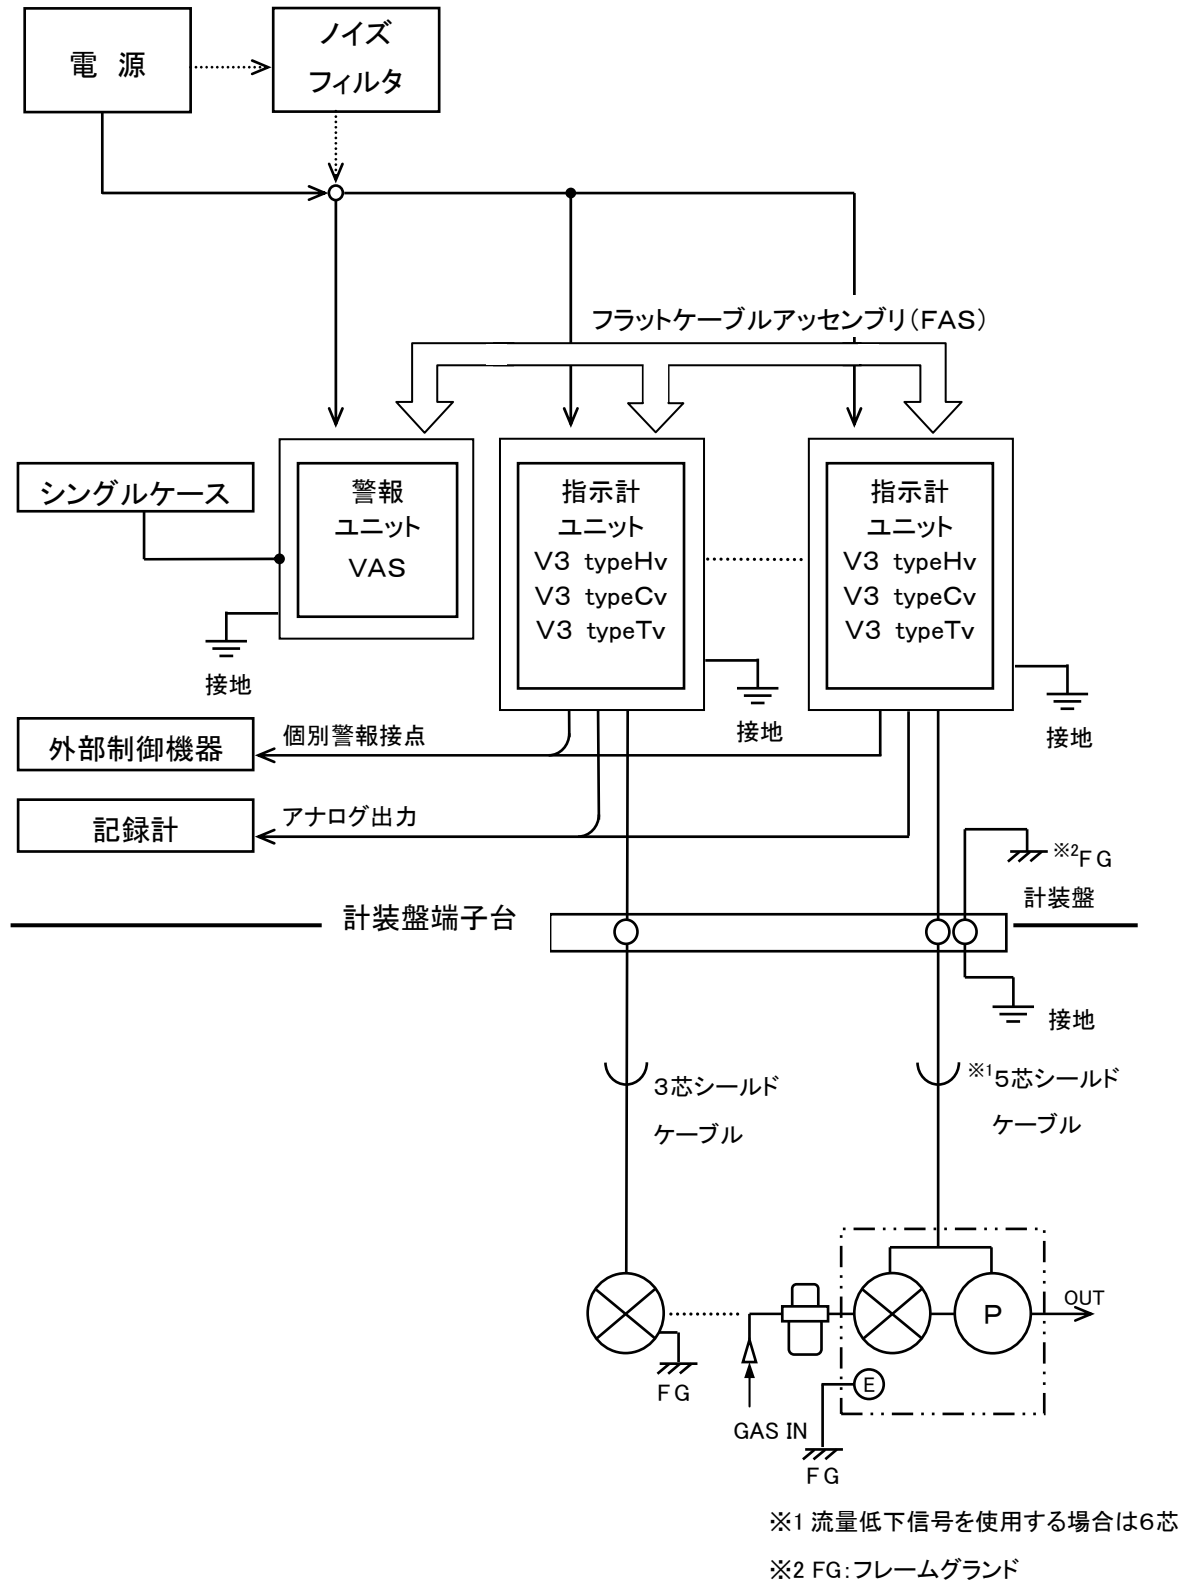 電 源
ノイズ
フィルタ
フラットケーブルアッセンブリ(FAS)
シングルケース
警報
ユニット
VAS
指示計
ユニット
V3 typeHv
V3 typeCv
V3 typeTv
指示計
ユニット
V3 typeHv
V3 typeCv
V3 typeTv
接地
接地
接地
外部制御機器
個別警報接点
記録計
アナログ出力
※2FG
計装盤
計装盤端子台
接地
3芯シールド
ケーブル
※15芯シールド
ケーブル
P
OUT
E
FG
GAS IN
FG
※1 流量低下信号を使用する場合は6芯
※2 FG:フレームグランド